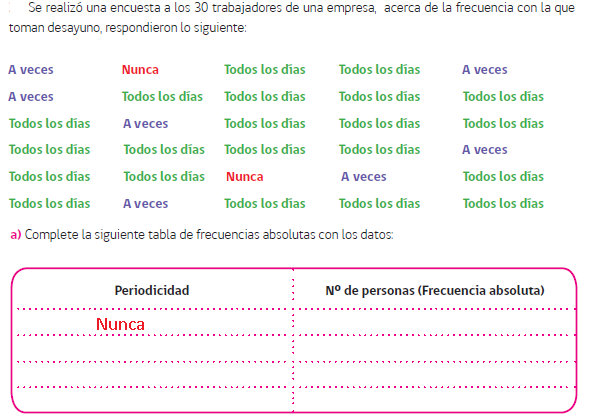 Se realizó una encuesta a los 30 trabajadores de una empresa, acerca de la frecuencia con la que
toman desayuno, respondieron lo siguiente:
A veces Nunca Todos los días Todos los días A veces
A veces Todos los días Todos los días Todos los días Todos los días
Todos los días A veces Todos los días Todos los días Todos los días
Todos los días Todos los días Todos los días Todos los días A veces
Todos los días Todos los días Nunca A veces Todos los días
Todos los días A veces Todos los días Todos los días Todos los días
a) Complete la siguiente tabla de frecuencias absolutas con los datos:
Periodicidad Nº de personas (Frecuencia absoluta)
Nunca